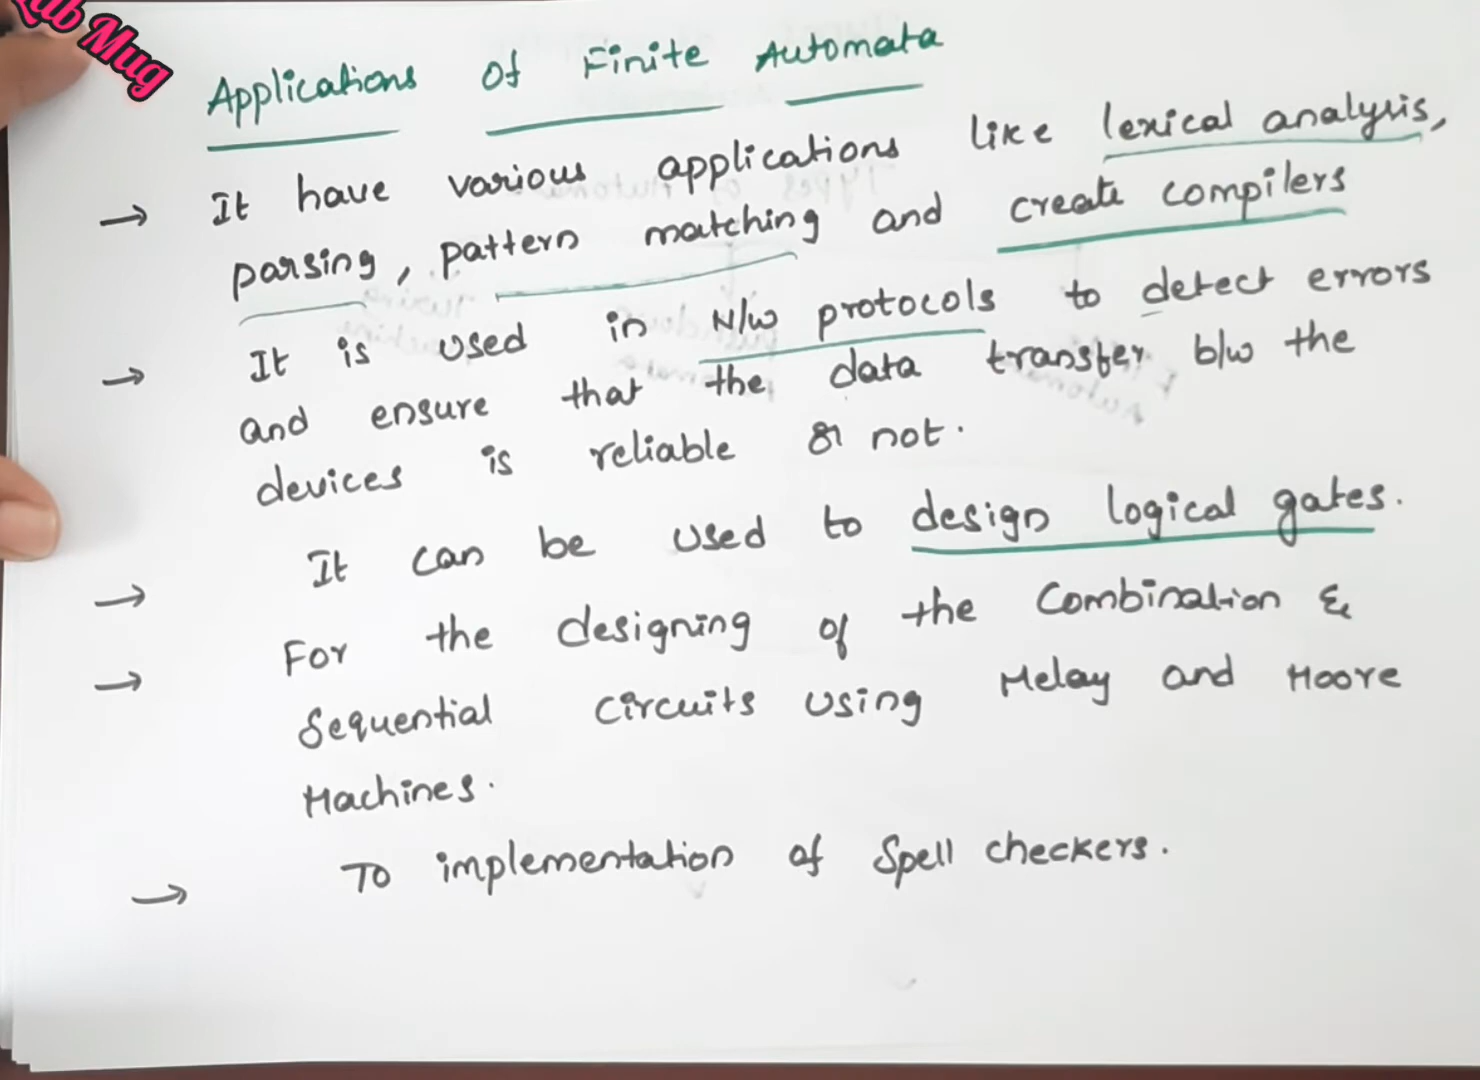 Lab Mug
Applications of Finite Automata
→ It have various applications like lexical analysis,
parsing, pattern matching and create compilers
→ It is used in N/w protocols to detect errors
and ensure that the data transfer b/w the
devices is reliable or not.
→ It can be used to design logical gates.
→ For the designing of the Combination &
Sequential circuits using Melay and Moore
Machines.
→ To implementation of Spell checkers.